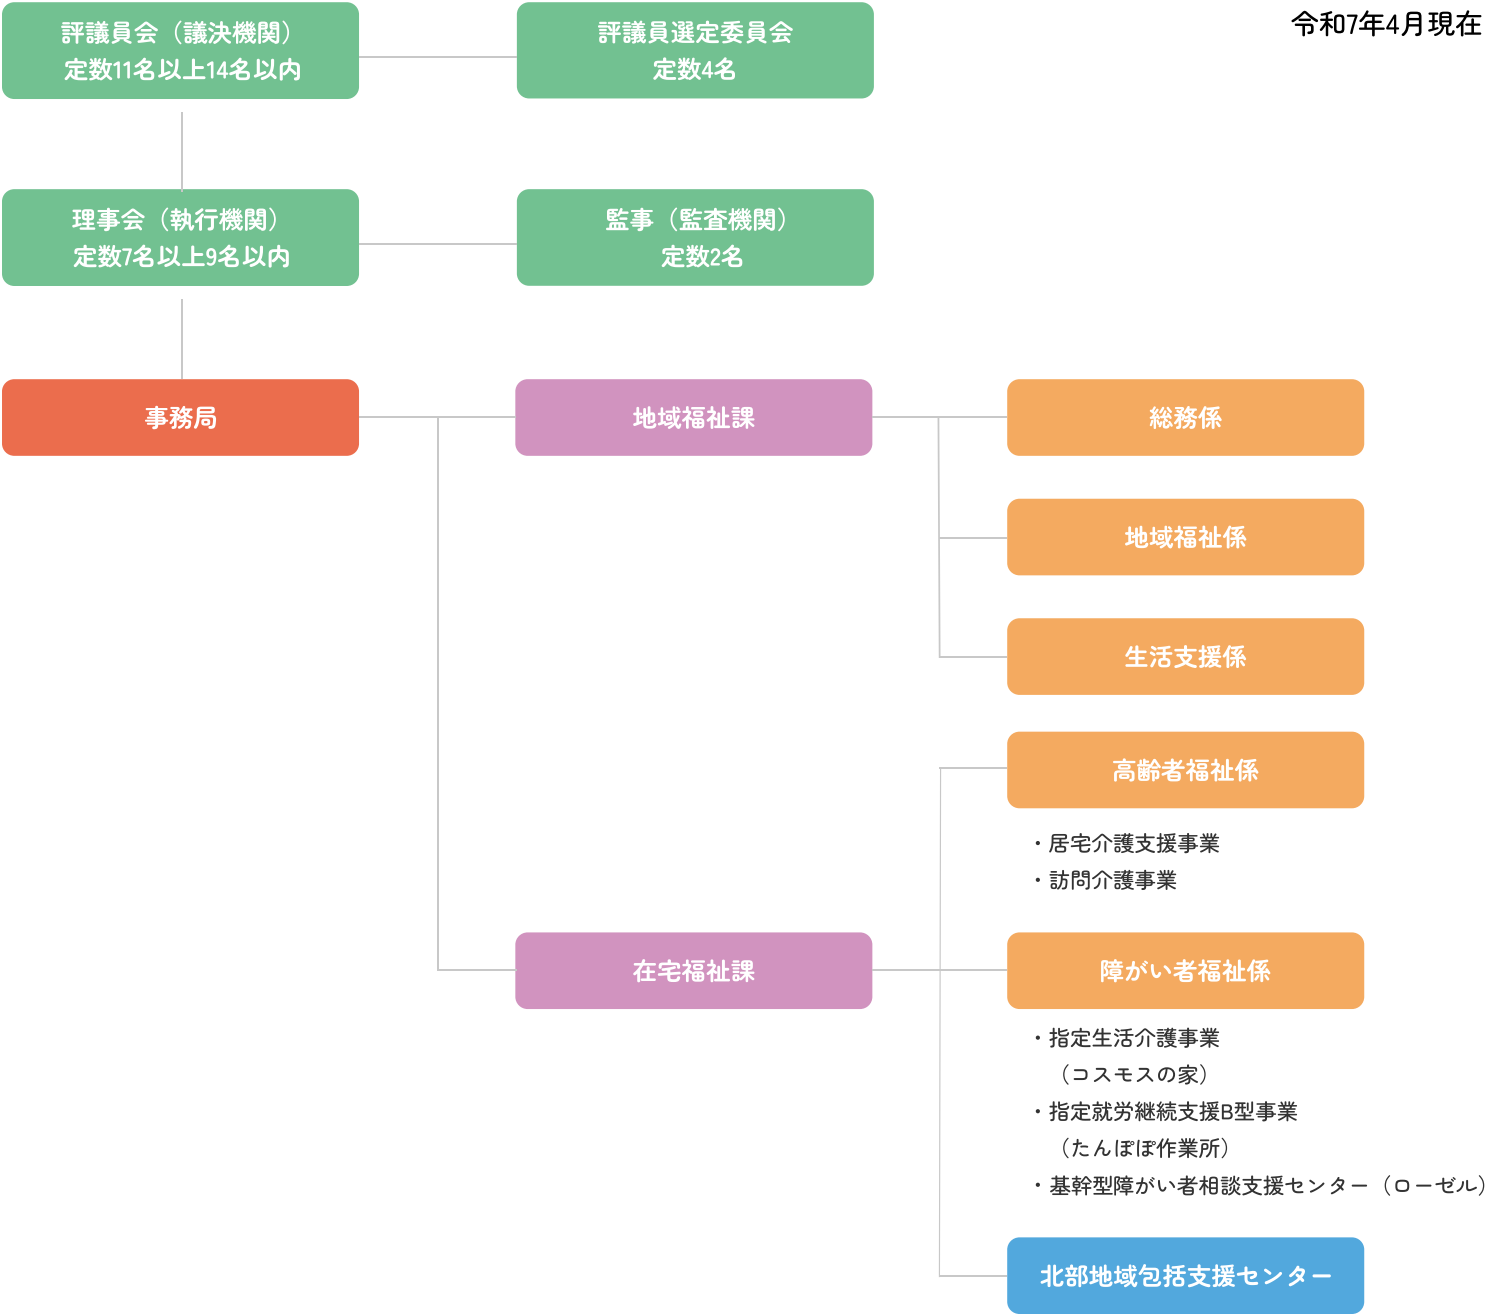 令和7年4月現在
評議員会（議決機関）
定数11名以上14名以内
評議員選定委員会
定数4名
理事会（執行機関）
定数7名以上9名以内
監事（監査機関）
定数2名
事務局
地域福祉課
総務係
地域福祉係
生活支援係
高齢者福祉係
・居宅介護支援事業
・訪問介護事業
在宅福祉課
障がい者福祉係
・指定生活介護事業
（コスモスの家）
・指定就労継続支援B型事業
（たんぽぽ作業所）
・基幹型障がい者相談支援センター（ローゼル）
北部地域包括支援センター